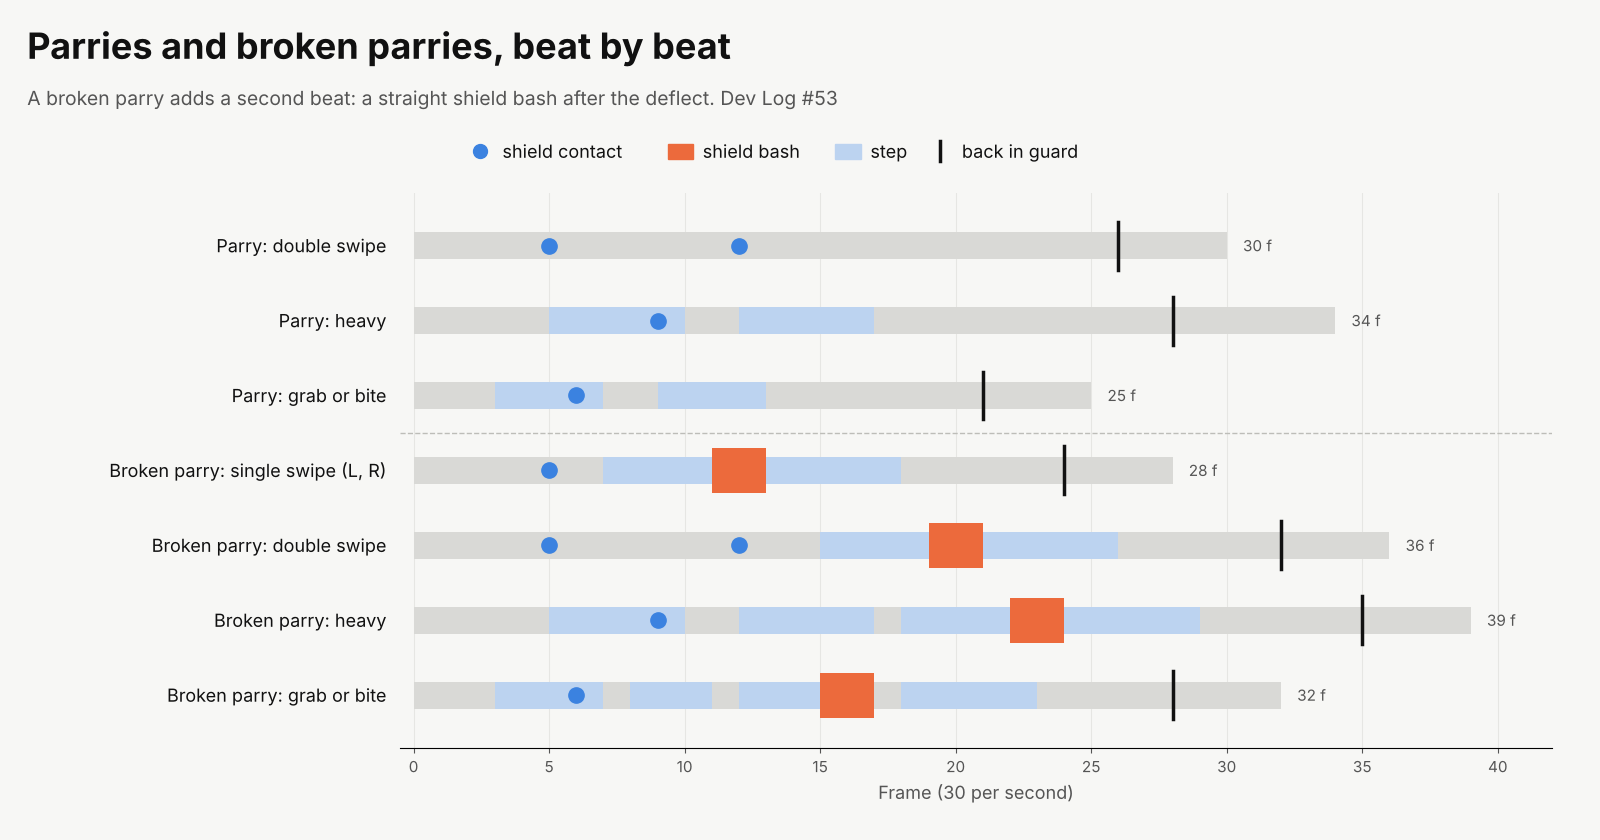 Parries and broken parries, beat by beat
A broken parry adds a second beat: a straight shield bash after the deflect. Dev Log #53
shield contact shield bash step back in guard
Parry: double swipe 30 f
Parry: heavy 34 f
Parry: grab or bite 25 f
Broken parry: single swipe (L, R) 28 f
Broken parry: double swipe 36 f
Broken parry: heavy 39 f
Broken parry: grab or bite 32 f
0 5 10 15 20 25 30 35 40
Frame (30 per second)